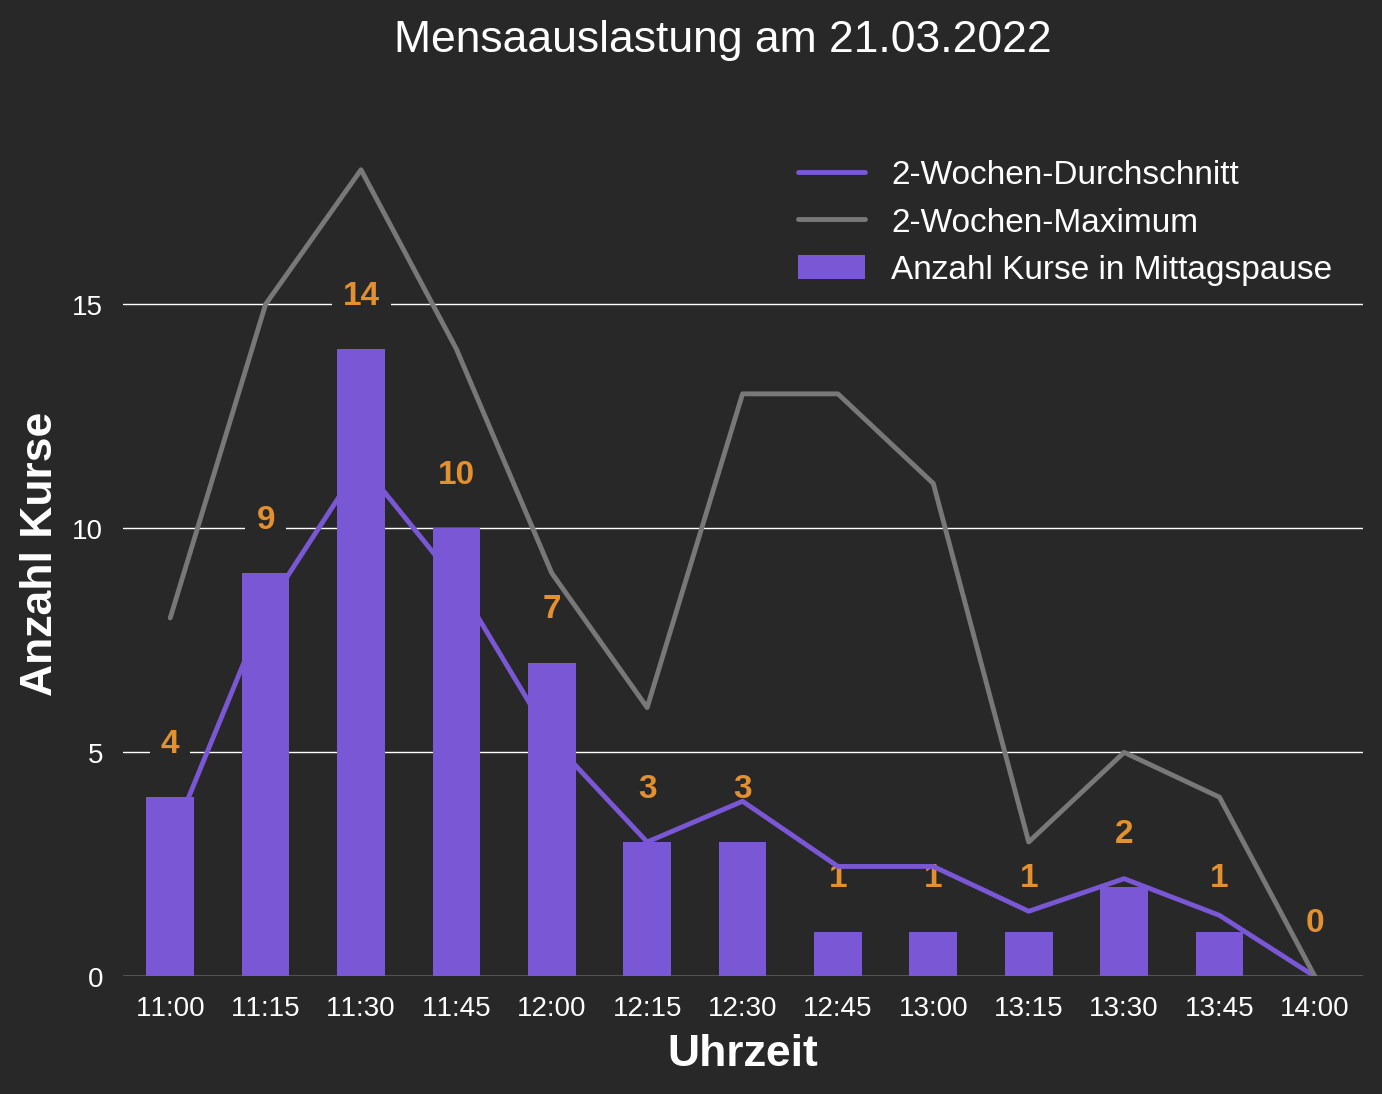 Mensaauslastung am 21.03.2022
2-Wochen-Durchschnitt
2-Wochen-Maximum
Anzahl Kurse in Mittagspause
Anzahl Kurse
15
10
5
0
14
10
9
7
4
3
3
2
1
1
1
1
0
11:00 11:15 11:30 11:45 12:00 12:15 12:30 12:45 13:00 13:15 13:30 13:45 14:00
Uhrzeit